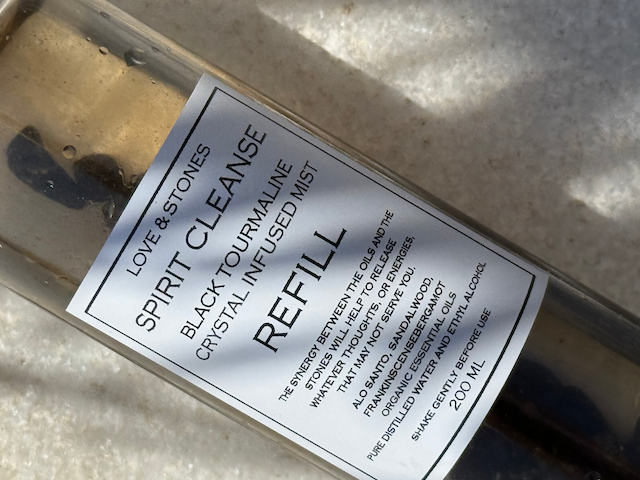 LOVE & STONES
SPIRIT CLEANSE
BLACK TOURMALINE
CRYSTAL INFUSED MIST
REFILL
THE SYNERGY BETWEEN THE OILS AND THE
STONES WILL HELP TO RELEASE
WHATEVER THOUGHTS, OR ENERGIES,
THAT MAY NOT SERVE YOU.
ALO SANTO, SANDALWOOD,
FRANKINSCENSEBERGAMOT
ORGANIC ESSENTIAL OILS
PURE DISTILLED WATER AND ETHYL ALCOHOL
SHAKE GENTLY BEFORE USE
200 ML